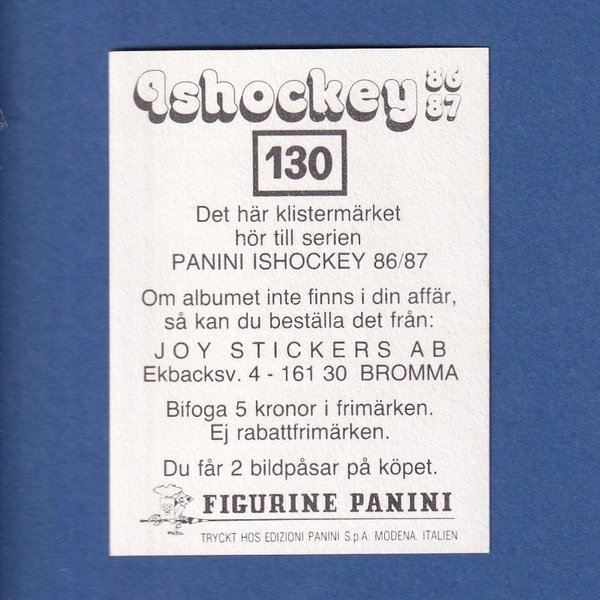 Ishockey 86
87
130
Det här klistermärket
hör till serien
PANINI ISHOCKEY 86/87
Om albumet inte finns i din affär,
så kan du beställa det från:
JOY STICKERS AB
Ekbacksv. 4 - 161 30 BROMMA
Bifoga 5 kronor i frimärken.
Ej rabattfrimärken.
Du får 2 bildpåsar på köpet.
FIGURINE PANINI
TRYCKT HOS EDIZIONI PANINI S.p.A. MODENA. ITALIEN